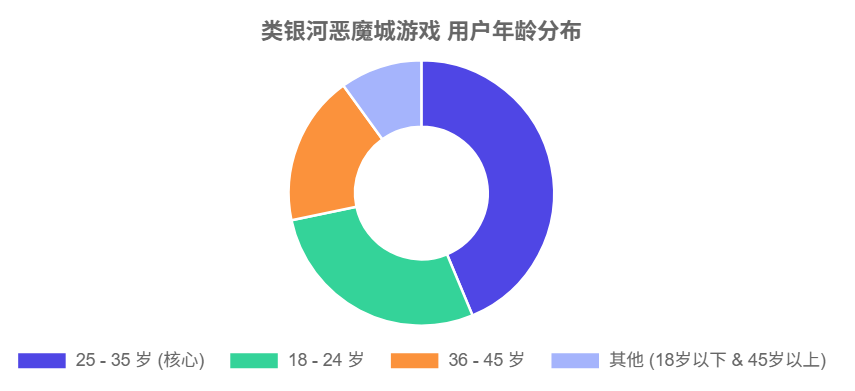 类银河恶魔城游戏 用户年龄分布
25 - 35 岁 (核心) 18 - 24 岁 36 - 45 岁 其他 (18岁以下 & 45岁以上)